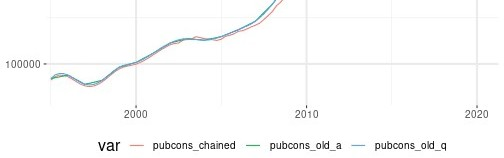 100000
2000 2010 2020
var pubcons_chained pubcons_old_a pubcons_old_q